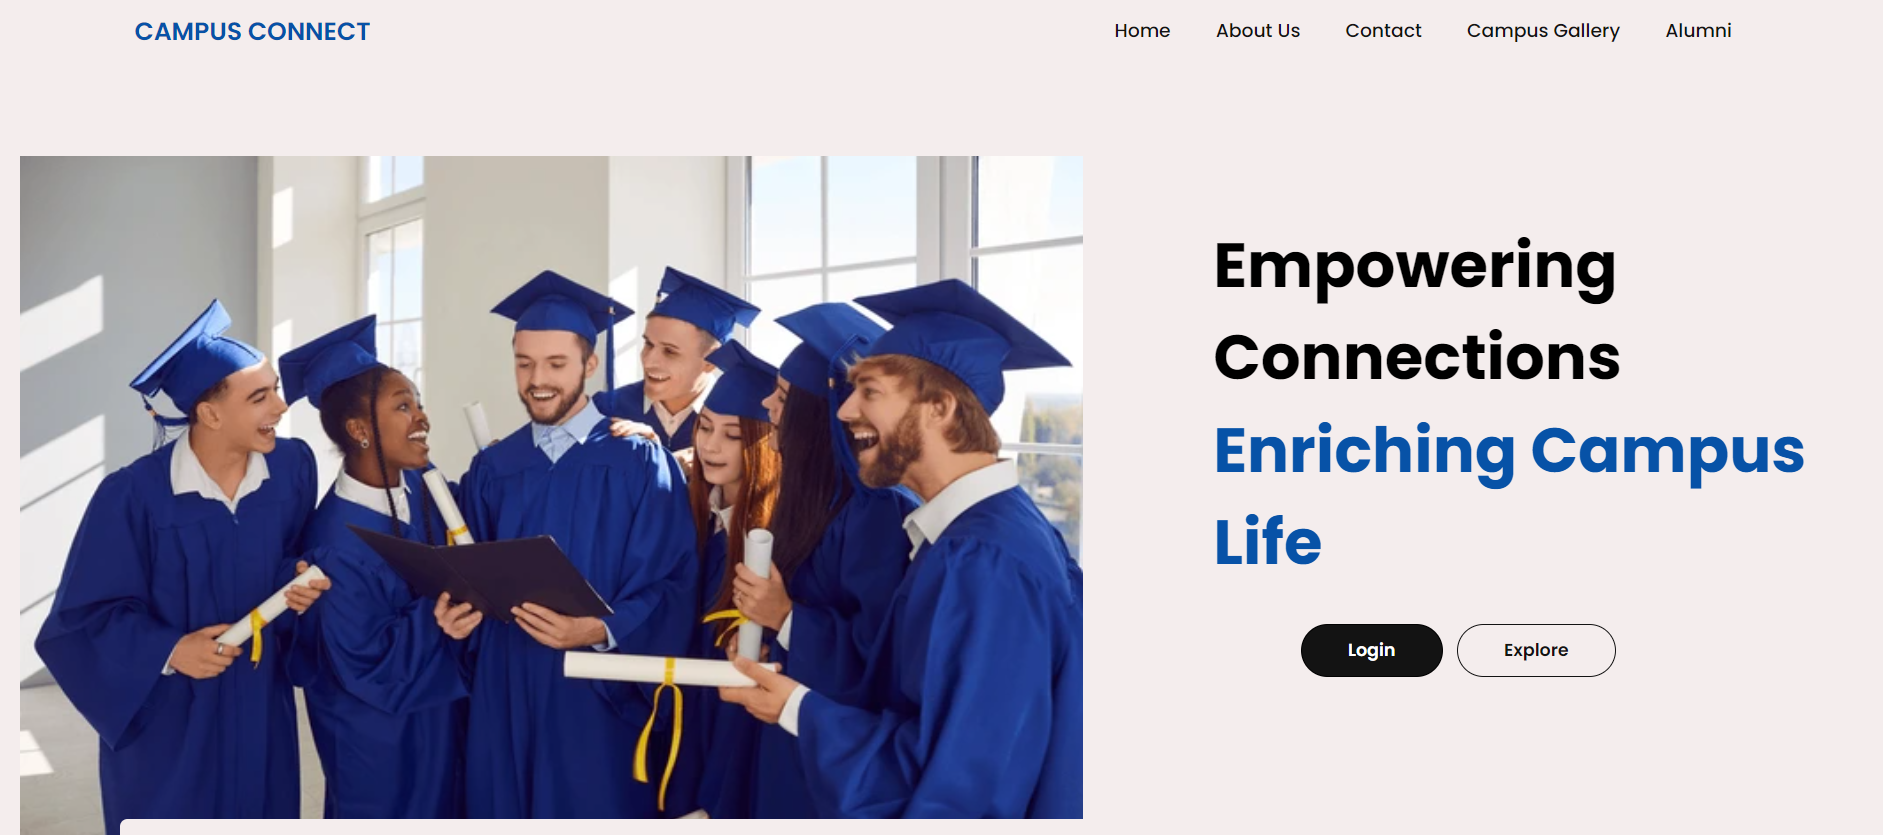 CAMPUS CONNECT
Home About Us Contact Campus Gallery Alumni
Empowering
Connections
Enriching Campus
Life
Login Explore